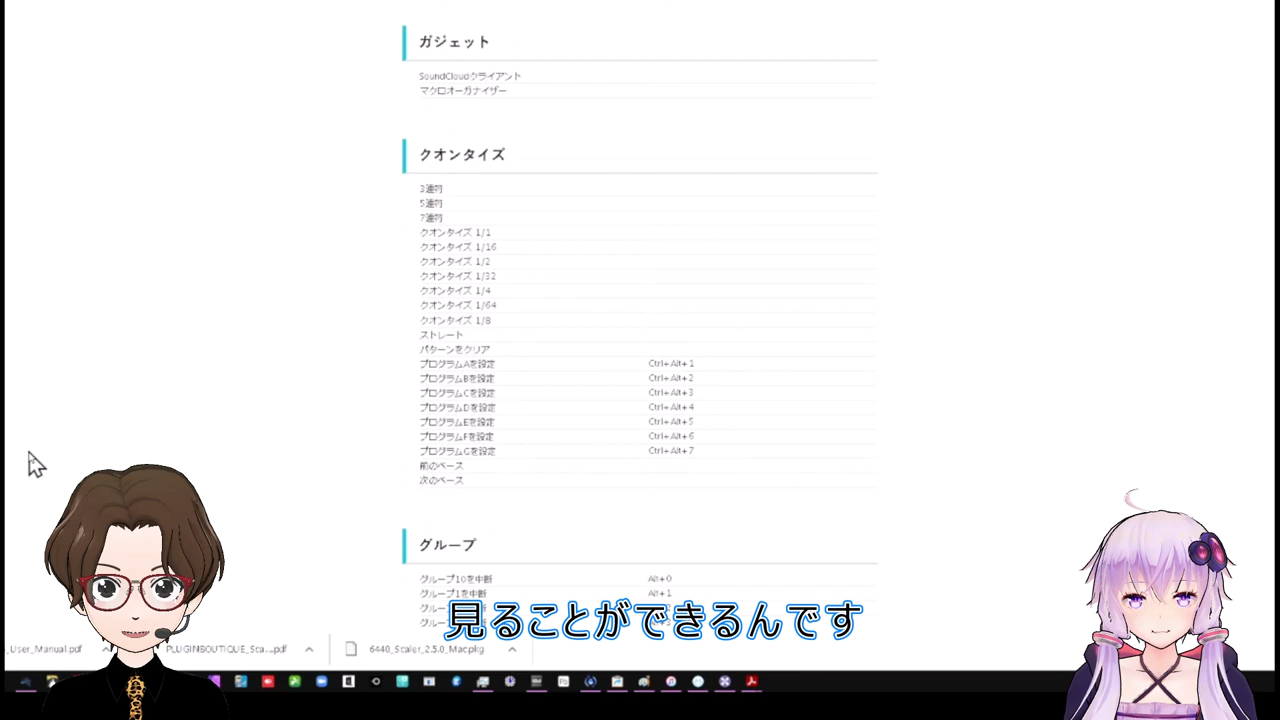 ガジェット
SoundCloudクライアント
マクロオーガナイザー
クオンタイズ
3連符
5連符
7連符
クオンタイズ 1/1
クオンタイズ 1/16
クオンタイズ 1/2
クオンタイズ 1/32
クオンタイズ 1/4
クオンタイズ 1/64
クオンタイズ 1/8
ストレート
パターンをクリア
プログラムAを設定 Ctrl+Alt+1
プログラムBを設定 Ctrl+Alt+2
プログラムCを設定 Ctrl+Alt+3
プログラムDを設定 Ctrl+Alt+4
プログラムEを設定 Ctrl+Alt+5
プログラムFを設定 Ctrl+Alt+6
プログラムGを設定 Ctrl+Alt+7
前のベース
次のベース
グループ
グループ10を中断 Alt+0
グループ1を中断 Alt+1
見ることができるんです
_User_Manual.pdf PLUGINBOUTIQUE_Sca....pdf 6440_Scaler_2.5.0_Mac.pkg